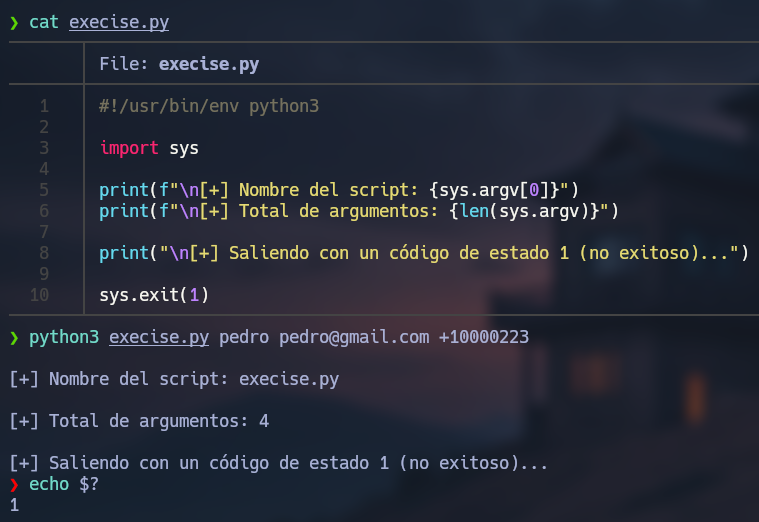 ❯ cat execise.py
File: execise.py
1 #!/usr/bin/env python3
2
3 import sys
4
5 print(f"\n[+] Nombre del script: {sys.argv[0]}")
6 print(f"\n[+] Total de argumentos: {len(sys.argv)}")
7
8 print("\n[+] Saliendo con un código de estado 1 (no exitoso)...")
9
10 sys.exit(1)
❯ python3 execise.py pedro pedro@gmail.com +10000223
[+] Nombre del script: execise.py
[+] Total de argumentos: 4
[+] Saliendo con un código de estado 1 (no exitoso)...
❯ echo $?
1